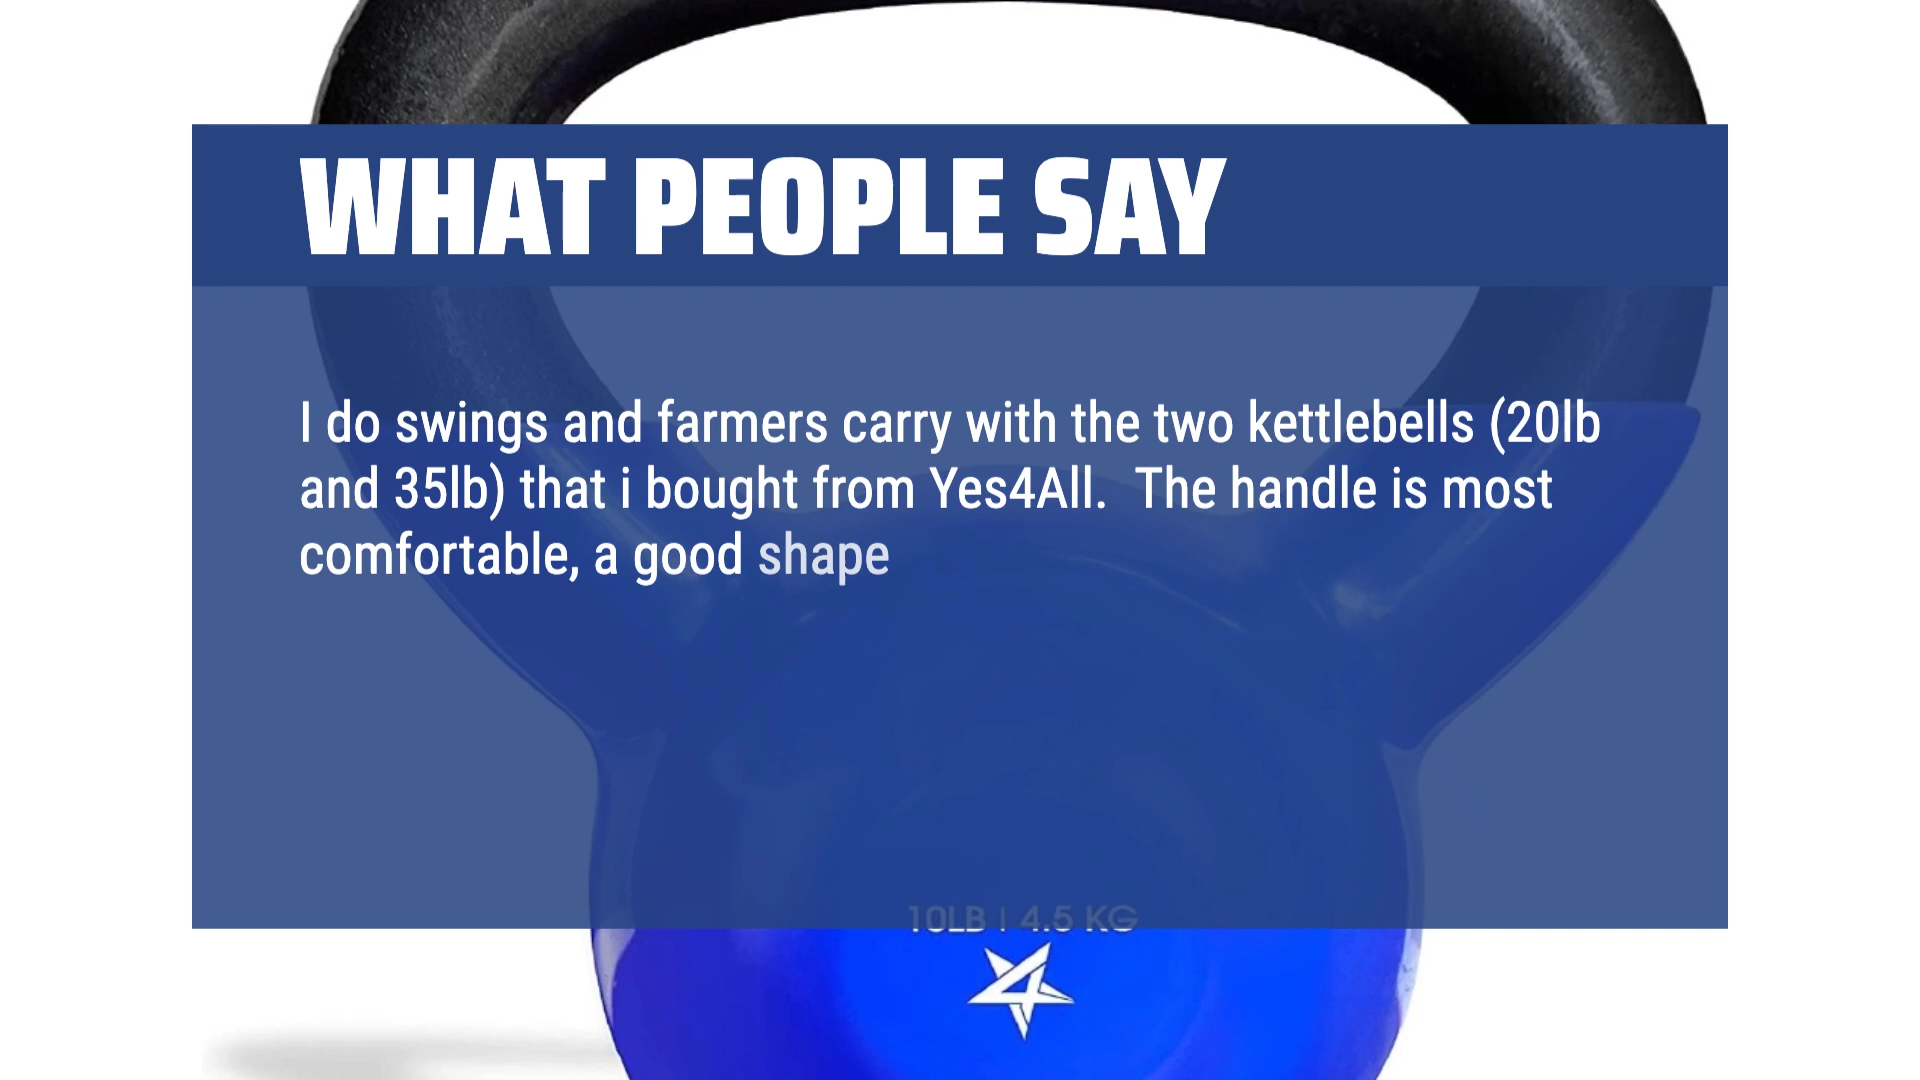 WHAT PEOPLE SAY
I do swings and farmers carry with the two kettlebells (20lb
and 35lb) that i bought from Yes4All.  The handle is most
comfortable, a good shape
10LB | 4.5 KG
4